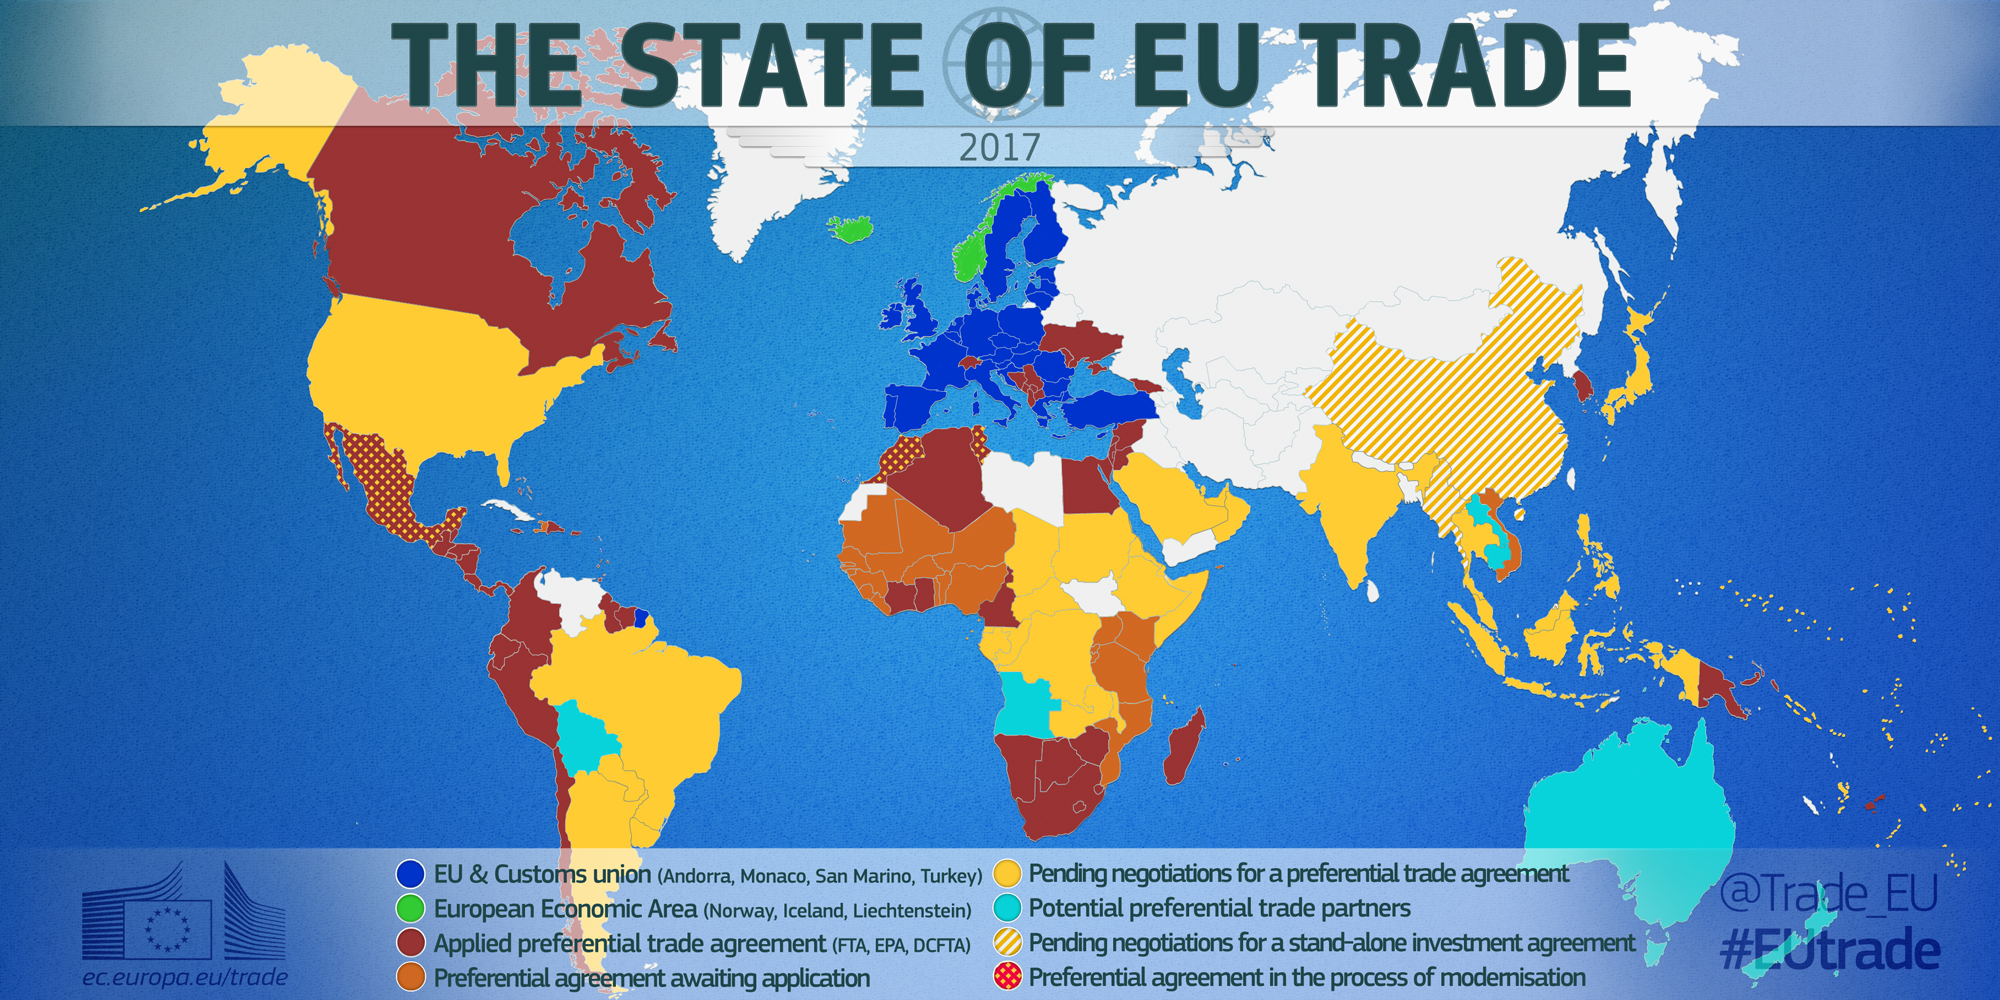 THE STATE OF EU TRADE
2017
EU & Customs union (Andorra, Monaco, San Marino, Turkey)
European Economic Area (Norway, Iceland, Liechtenstein)
Applied preferential trade agreement (FTA, EPA, DCFTA)
Preferential agreement awaiting application
Pending negotiations for a preferential trade agreement
Potential preferential trade partners
Pending negotiations for a stand-alone investment agreement
Preferential agreement in the process of modernisation
ec.europa.eu/trade
@Trade_EU
#EUtrade